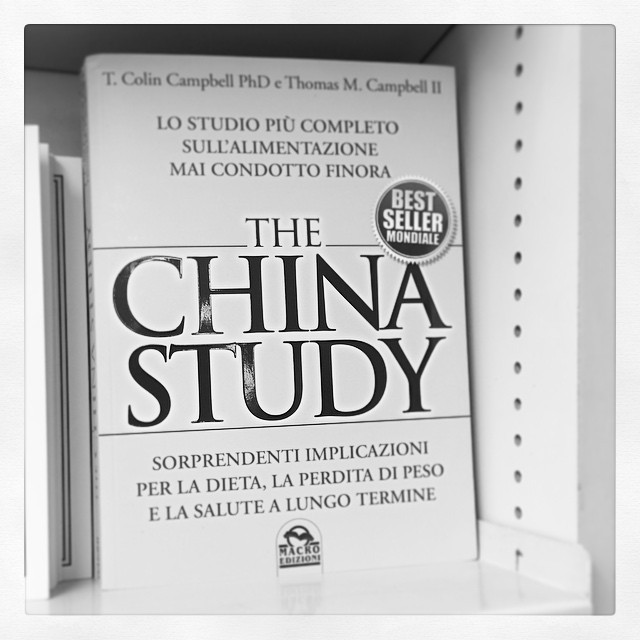 T. Colin Campbell PhD e Thomas M. Campbell II
LO STUDIO PIÙ COMPLETO
SULL'ALIMENTAZIONE
MAI CONDOTTO FINORA
BEST
SELLER
MONDIALE
THE
CHINA
STUDY
SORPRENDENTI IMPLICAZIONI
PER LA DIETA, LA PERDITA DI PESO
E LA SALUTE A LUNGO TERMINE
MACRO
EDIZIONI